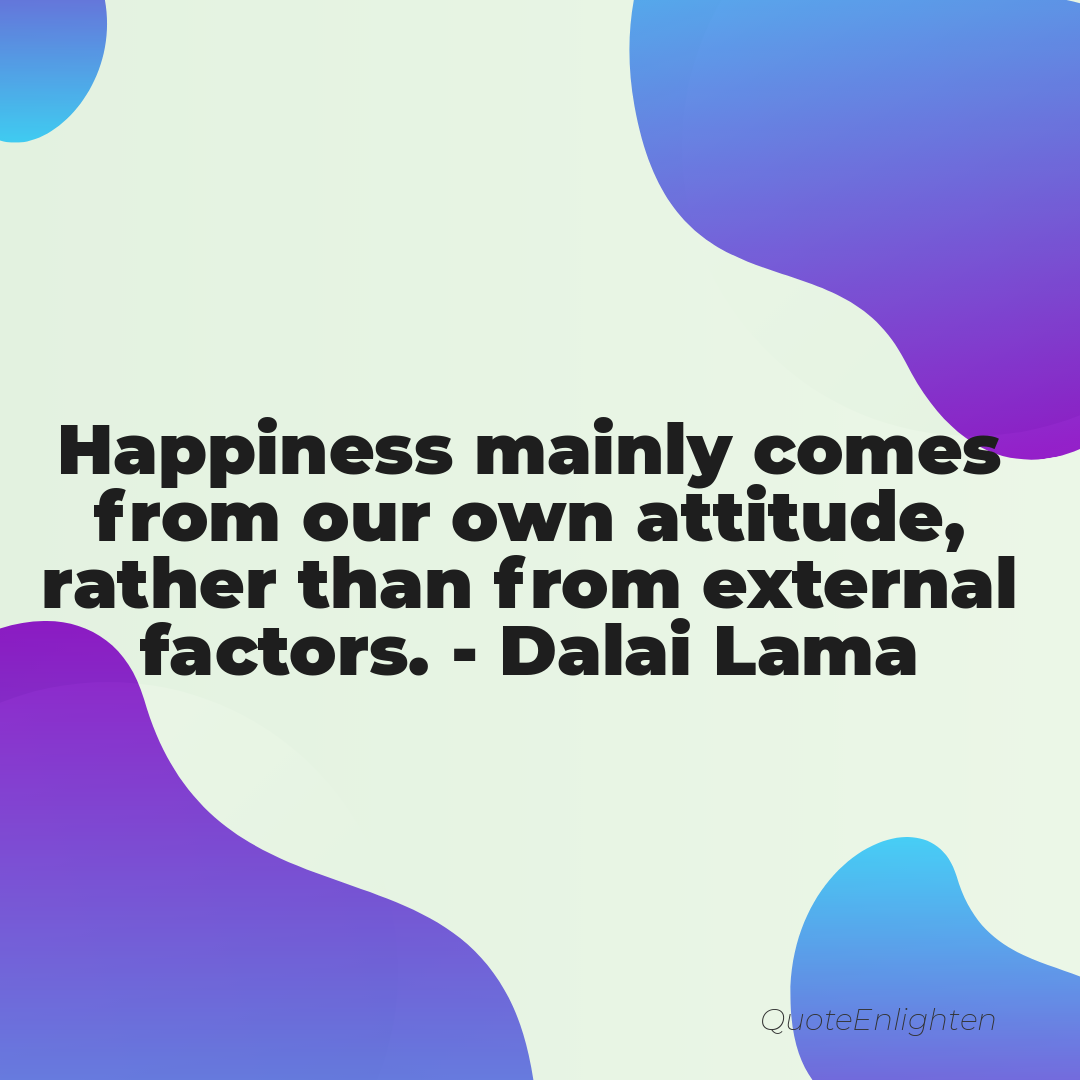 Happiness mainly comes
from our own attitude,
rather than from external
factors. - Dalai Lama
QuoteEnlighten